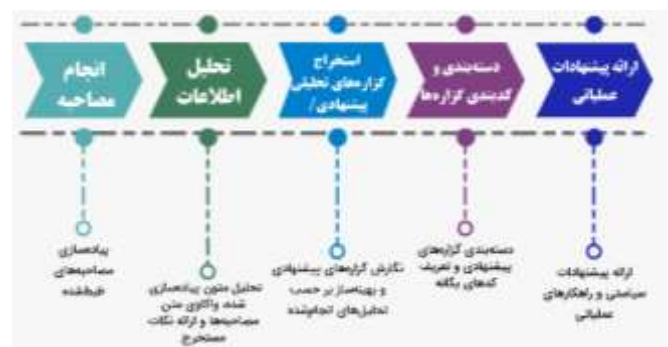 انجام
مصاحبه
تحلیل
اطلاعات
استخراج
گزاره‌های تحلیلی
پیشنهادی/
دسته‌بندی و
کدبندی گزاره‌ها
ارائه پیشنهادات
عملیاتی
پیاده‌سازی
مصاحبه‌های
ضبط‌شده
تحلیل متون پیاده‌سازی
شده، واکاوی متن
مصاحبه‌ها و ارائه نکات
مستخرج
نگارش گزاره‌های پیشنهادی
و بهینه‌ساز بر حسب
تحلیل‌های انجام‌شده
دسته‌بندی گزاره‌های
پیشنهادی و تعریف
کدهای یگانه
ارائه پیشنهادات
سیاستی و راهکارهای
عملیاتی